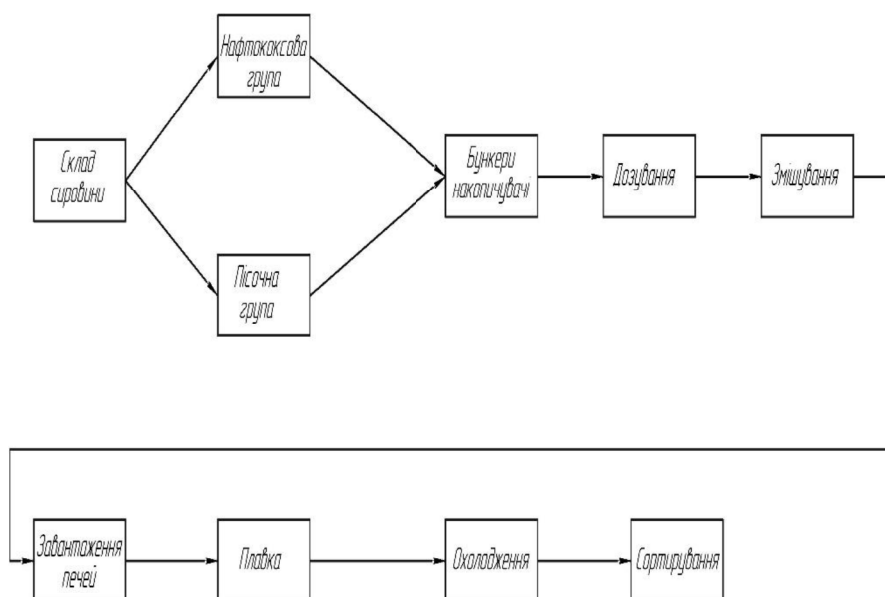 Нафтококсова
група
Склад
сировини
Бункери
накопичувачі
Дозування
Змішування
Пісочна
група
Завантаження
печей
Плавка
Охолодження
Сортирування